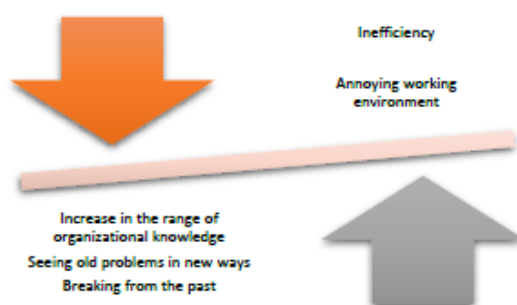 Inefficiency
Annoying working
environment
Increase in the range of
organizational knowledge
Seeing old problems in new ways
Breaking from the past